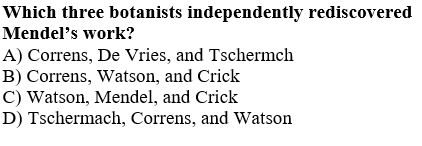 Which three botanists independently rediscovered
Mendel’s work?
A) Correns, De Vries, and Tschermch
B) Correns, Watson, and Crick
C) Watson, Mendel, and Crick
D) Tschermach, Correns, and Watson